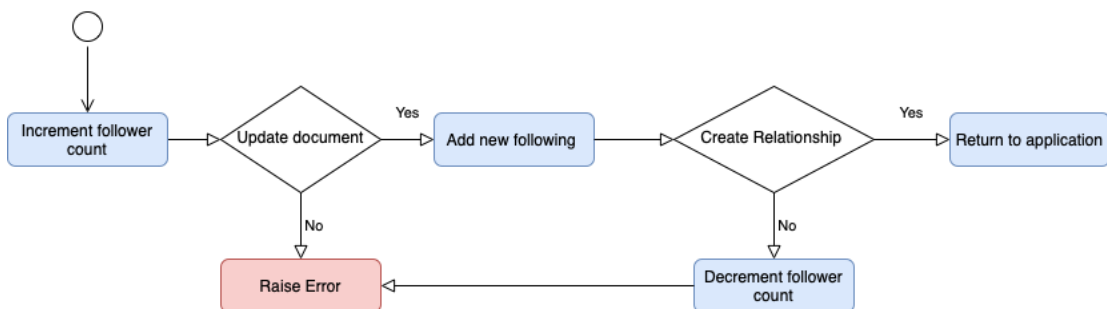 Increment follower
count
Update document
Yes
Add new following
Create Relationship
Yes
Return to application
No
No
Raise Error
Decrement follower
count